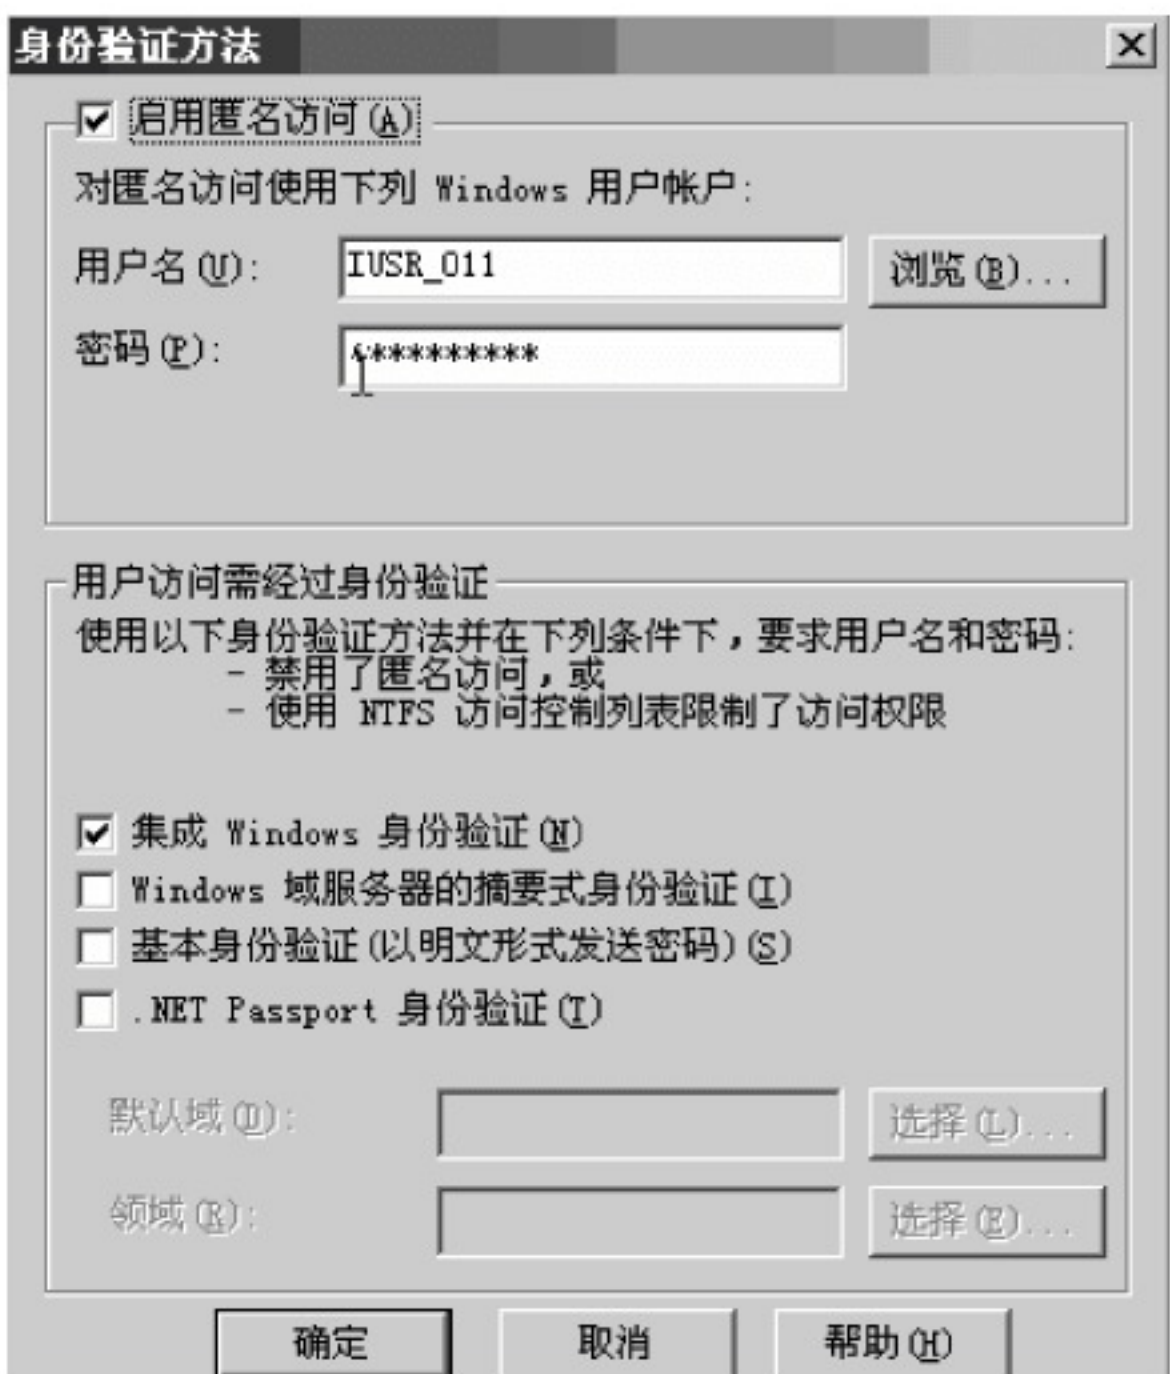 身份验证方法
启用匿名访问(A)
对匿名访问使用下列 Windows 用户帐户:
用户名(U): IUSR_011 浏览(B)...
密码(P): **********
用户访问需经过身份验证
使用以下身份验证方法并在下列条件下，要求用户名和密码:
- 禁用了匿名访问，或
- 使用 NTFS 访问控制列表限制了访问权限
集成 Windows 身份验证(N)
Windows 域服务器的摘要式身份验证(I)
基本身份验证(以明文形式发送密码)(S)
.NET Passport 身份验证(T)
默认域(D): 选择(L)...
领域(R): 选择(E)...
确定 取消 帮助(H)